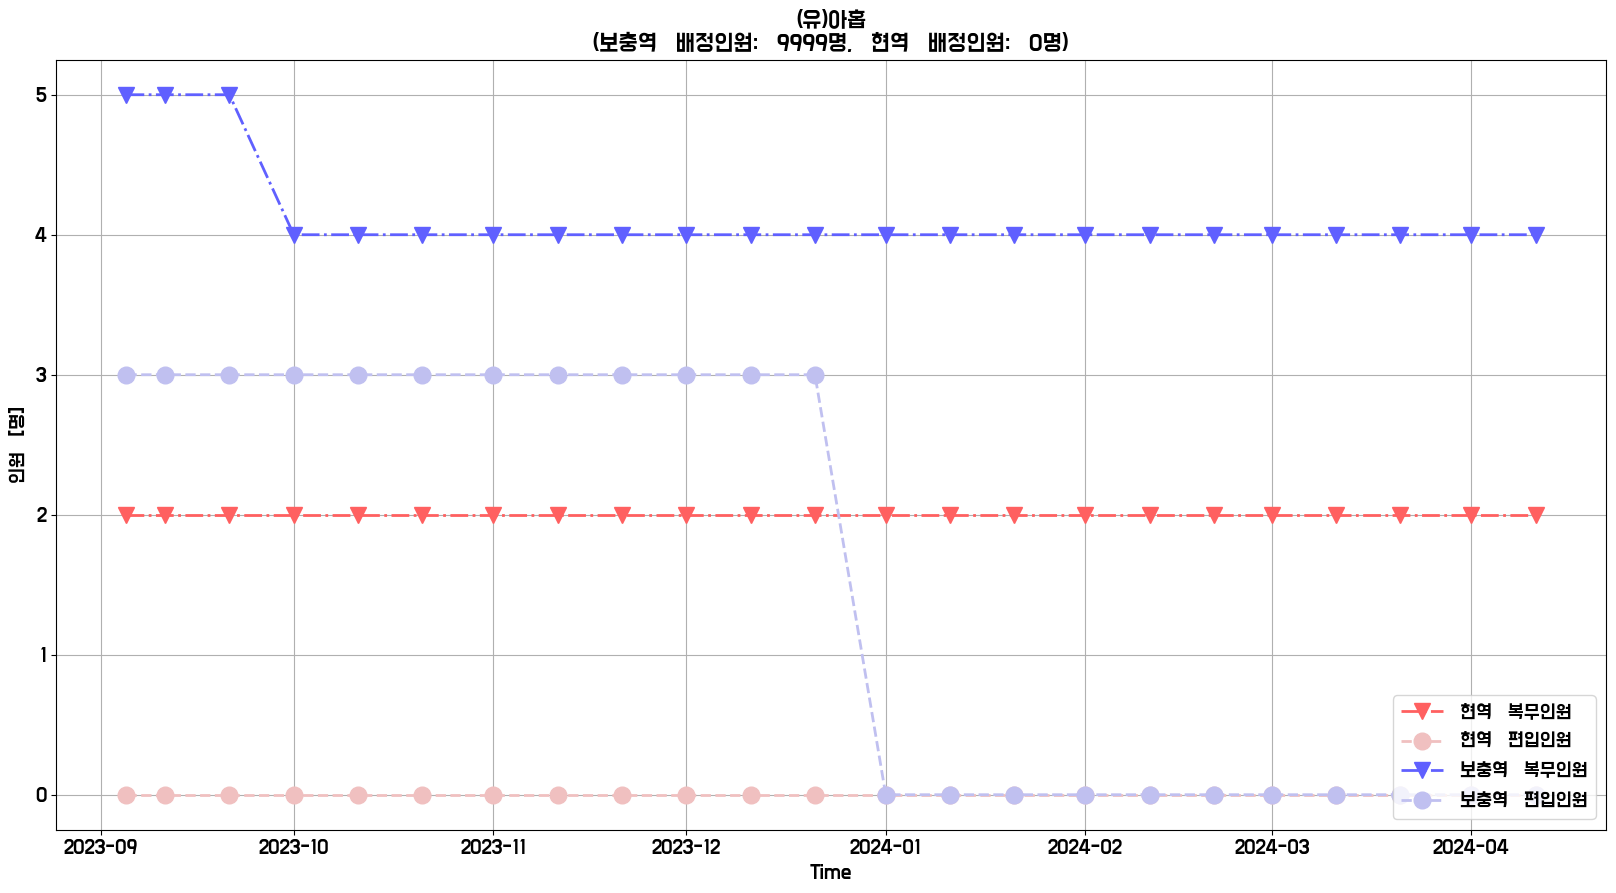 (유)아홉
(보충역 배정인원: 9999명, 현역 배정인원: 0명)
인원 [명]
5
4
3
2
1
0
현역 복무인원
현역 편입인원
보충역 복무인원
보충역 편입인원
2023-09 2023-10 2023-11 2023-12 2024-01 2024-02 2024-03 2024-04
Time